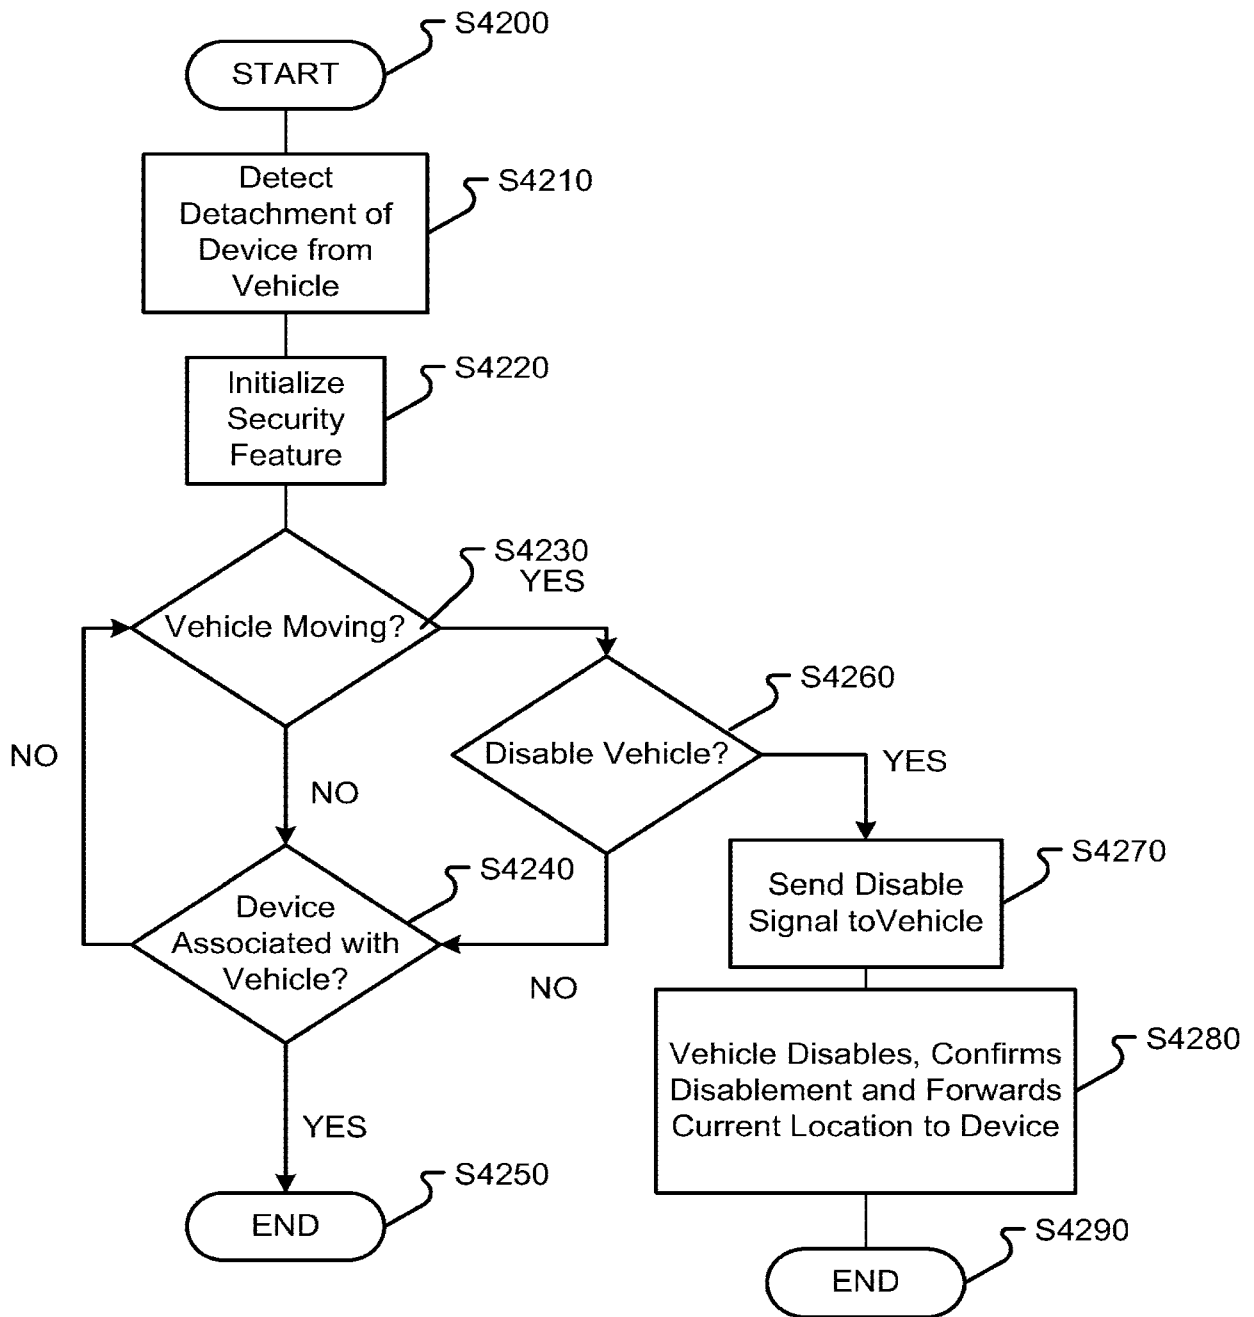 S4200
START
S4210
Detect
Detachment of
Device from
Vehicle
S4220
Initialize
Security
Feature
S4230
YES
Vehicle Moving?
S4260
Disable Vehicle?
NO
NO
YES
S4240
Device
Associated with
Vehicle?
NO
S4270
Send Disable
Signal toVehicle
S4280
Vehicle Disables, Confirms
Disablement and Forwards
Current Location to Device
YES
S4250
END
S4290
END